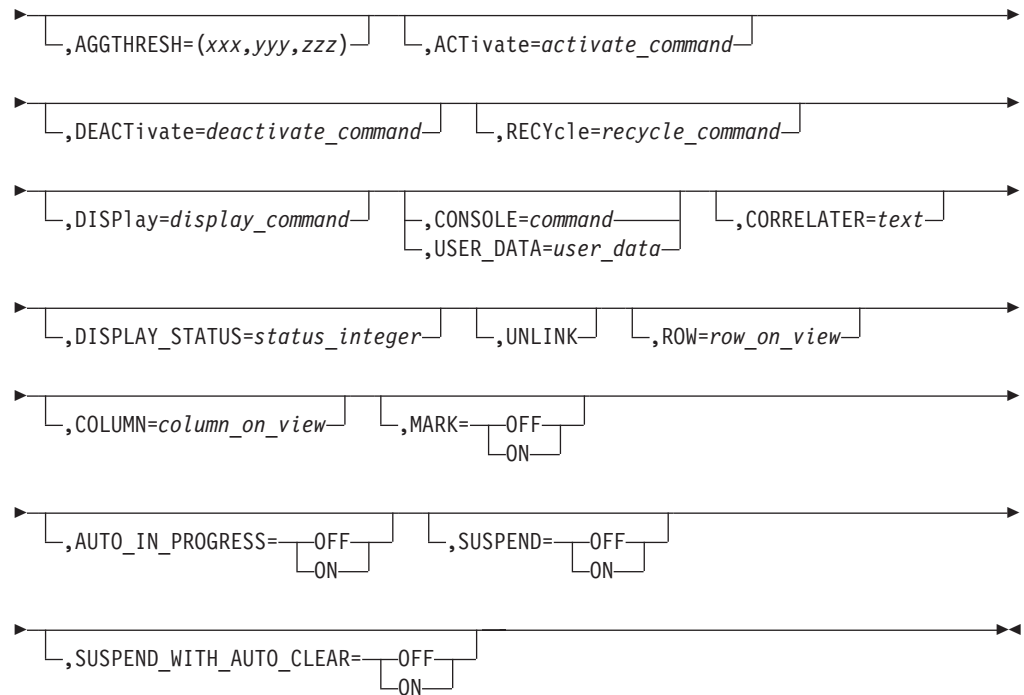 ,AGGTHRESH=(xxx,yyy,zzz) ,ACTivate=activate_command
,DEACTivate=deactivate_command ,RECYcle=recycle_command
,DISPlay=display_command ,CONSOLE=command ,CORRELATER=text
,USER_DATA=user_data
,DISPLAY_STATUS=status_integer ,UNLINK ,ROW=row_on_view
,COLUMN=column_on_view ,MARK= OFF
ON
,AUTO_IN_PROGRESS= OFF ,SUSPEND= OFF
ON ON
,SUSPEND_WITH_AUTO_CLEAR= OFF
ON